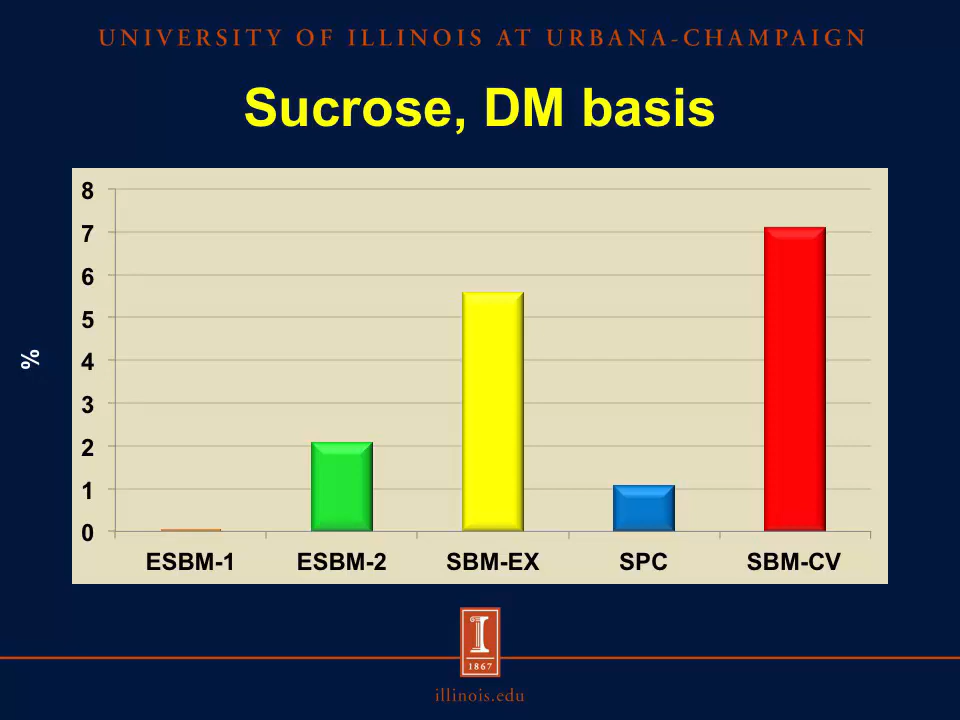 UNIVERSITY OF ILLINOIS AT URBANA-CHAMPAIGN
Sucrose, DM basis
8
7
6
5
4
3
2
1
0
%
ESBM-1 ESBM-2 SBM-EX SPC SBM-CV
I
1867
illinois.edu